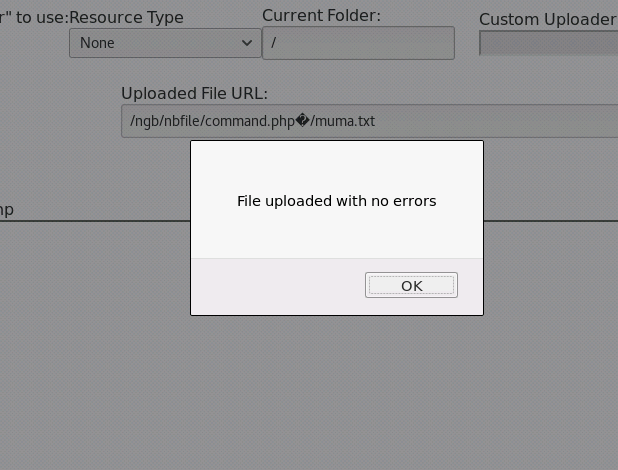 r" to use: Resource Type
Current Folder:
Custom Uploader
None
/
Uploaded File URL:
/ngb/nbfile/command.php�/muma.txt
File uploaded with no errors
np
OK